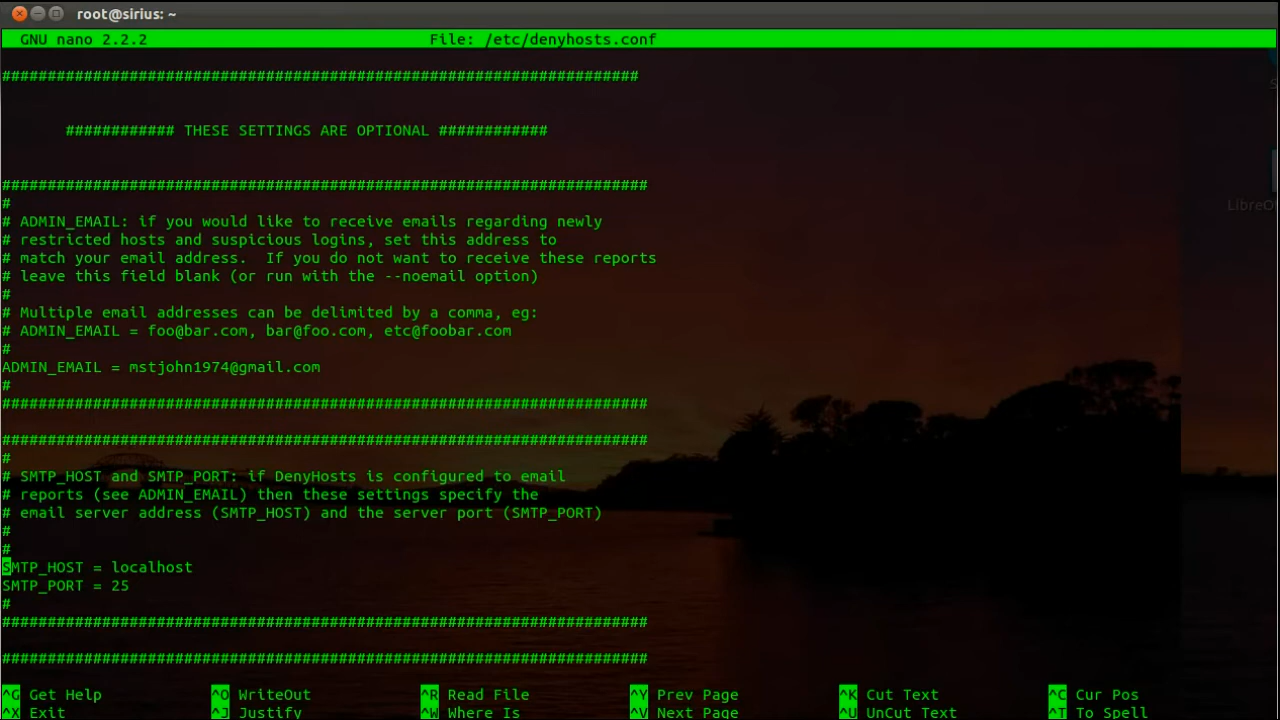 root@sirius: ~
GNU nano 2.2.2 File: /etc/denyhosts.conf
######################################################################
############ THESE SETTINGS ARE OPTIONAL ############
#######################################################################
#
# ADMIN_EMAIL: if you would like to receive emails regarding newly
# restricted hosts and suspicious logins, set this address to
# match your email address.  If you do not want to receive these reports
# leave this field blank (or run with the --noemail option)
#
# Multiple email addresses can be delimited by a comma, eg:
# ADMIN_EMAIL = foo@bar.com, bar@foo.com, etc@foobar.com
#
ADMIN_EMAIL = mstjohn1974@gmail.com
#
#######################################################################
#######################################################################
#
# SMTP_HOST and SMTP_PORT: if DenyHosts is configured to email
# reports (see ADMIN_EMAIL) then these settings specify the
# email server address (SMTP_HOST) and the server port (SMTP_PORT)
#
#
SMTP_HOST = localhost
SMTP_PORT = 25
#
#######################################################################
#######################################################################
^G Get Help ^O WriteOut ^R Read File ^Y Prev Page ^K Cut Text ^C Cur Pos
^X Exit ^J Justify ^W Where Is ^V Next Page ^U UnCut Text ^T To Spell